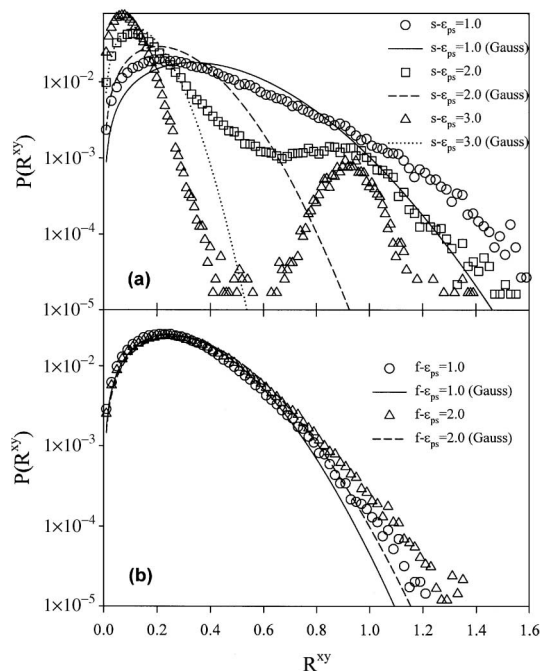 P(R^xy)
1×10⁻²
1×10⁻³
1×10⁻⁴
1×10⁻⁵
s-ε_ps=1.0
s-ε_ps=1.0 (Gauss)
s-ε_ps=2.0
s-ε_ps=2.0 (Gauss)
s-ε_ps=3.0
s-ε_ps=3.0 (Gauss)
(a)
P(R^xy)
1×10⁻²
1×10⁻³
1×10⁻⁴
1×10⁻⁵
f-ε_ps=1.0
f-ε_ps=1.0 (Gauss)
f-ε_ps=2.0
f-ε_ps=2.0 (Gauss)
(b)
0.0 0.2 0.4 0.6 0.8 1.0 1.2 1.4 1.6
R^xy